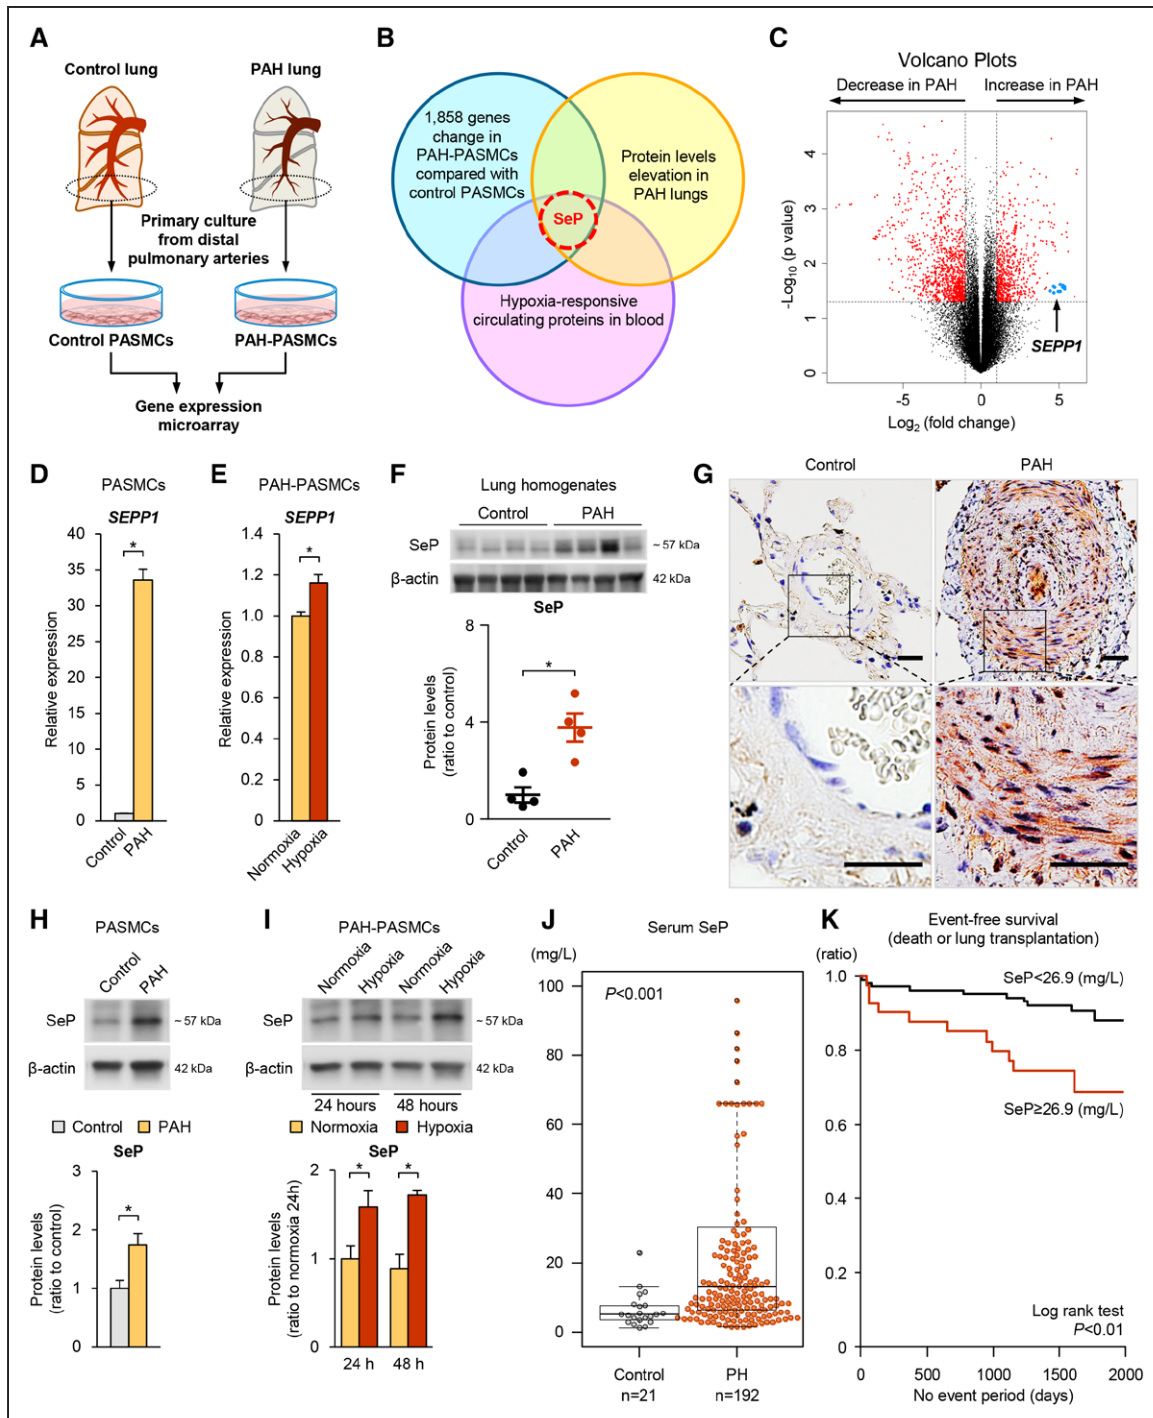 A
Control lung
PAH lung
Primary culture
from distal
pulmonary arteries
Control PASMCs
PAH-PASMCs
Gene expression
microarray
B
1,858 genes
change in
PAH-PASMCs
compared with
control PASMCs
Protein levels
elevation in
PAH lungs
SeP
Hypoxia-responsive
circulating proteins in blood
C
Volcano Plots
Decrease in PAH
Increase in PAH
-Log10 (p value)
4
3
2
1
0
SEPP1
-5
0
5
Log2 (fold change)
D
PASMCs
SEPP1
Relative expression
40
35
30
25
20
15
10
5
0
*
Control
PAH
E
PAH-PASMCs
SEPP1
Relative expression
1.4
1.2
1.0
0.8
0.6
0.4
0.2
0
*
Normoxia
Hypoxia
F
Lung homogenates
Control
PAH
SeP
~ 57 kDa
β-actin
42 kDa
SeP
Protein levels
(ratio to control)
8
4
0
*
Control
PAH
G
Control
PAH
H
PASMCs
Control
PAH
SeP
~ 57 kDa
β-actin
42 kDa
Control
PAH
SeP
Protein levels
(ratio to control)
3
2
1
0
*
I
PAH-PASMCs
Normoxia
Hypoxia
Normoxia
Hypoxia
SeP
~ 57 kDa
β-actin
42 kDa
24 hours
48 hours
Normoxia
Hypoxia
SeP
Protein levels
(ratio to normoxia 24h)
2
1
0
*
*
24 h
48 h
J
Serum SeP
(mg/L)
P<0.001
100
80
60
40
20
0
Control
n=21
PH
n=192
K
Event-free survival
(death or lung transplantation)
(ratio)
1.0
0.8
0.6
0.4
0.2
0
SeP<26.9 (mg/L)
SeP≥26.9 (mg/L)
Log rank test
P<0.01
0
500
1000
1500
2000
No event period (days)